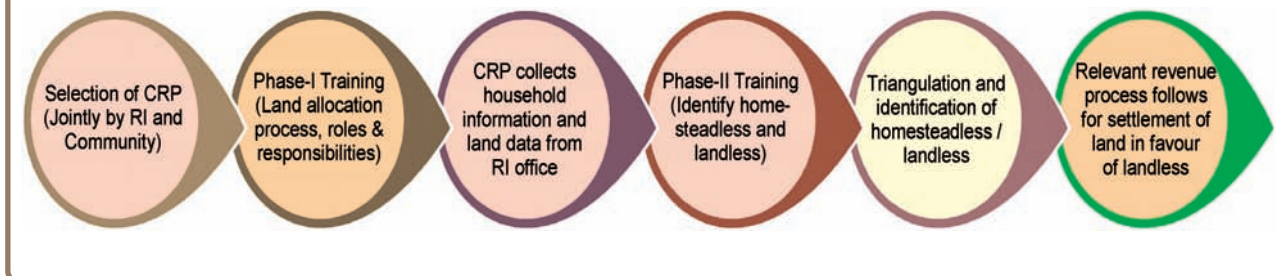 Selection of CRP
(Jointly by RI and
Community)
Phase-I Training
(Land allocation
process, roles &
responsibilities)
CRP collects
household
information and
land data from
RI office
Phase-II Training
(Identify home-
steadless and
landless)
Triangulation and
identification of
homesteadless /
landless
Relevant revenue
process follows
for settlement of
land in favour
of landless